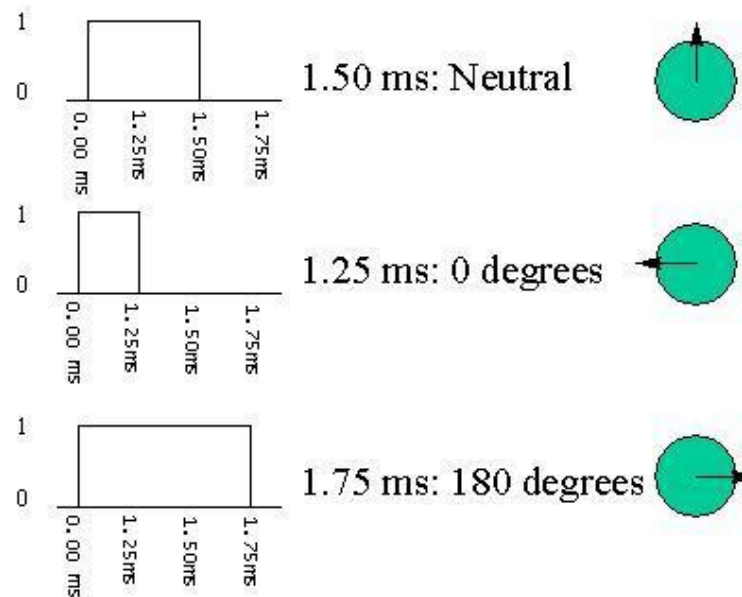 1
0
0.00 ms
1.25ms
1.50ms
1.75ms
1.50 ms: Neutral
1
0
0.00 ms
1.25ms
1.50ms
1.75ms
1.25 ms: 0 degrees
1
0
0.00 ms
1.25ms
1.50ms
1.75ms
1.75 ms: 180 degrees